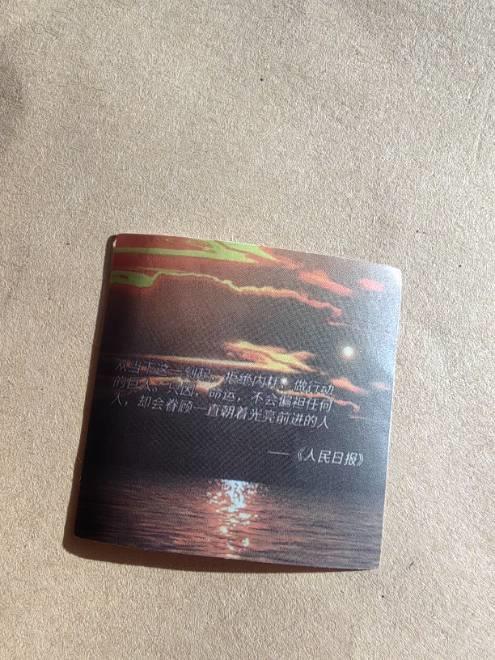 从当下这一刻起，拒绝内耗，做行动
的巨人、只因，命运，不会偏袒任何
人，却会眷顾一直朝着光亮前进的人
——《人民日报》